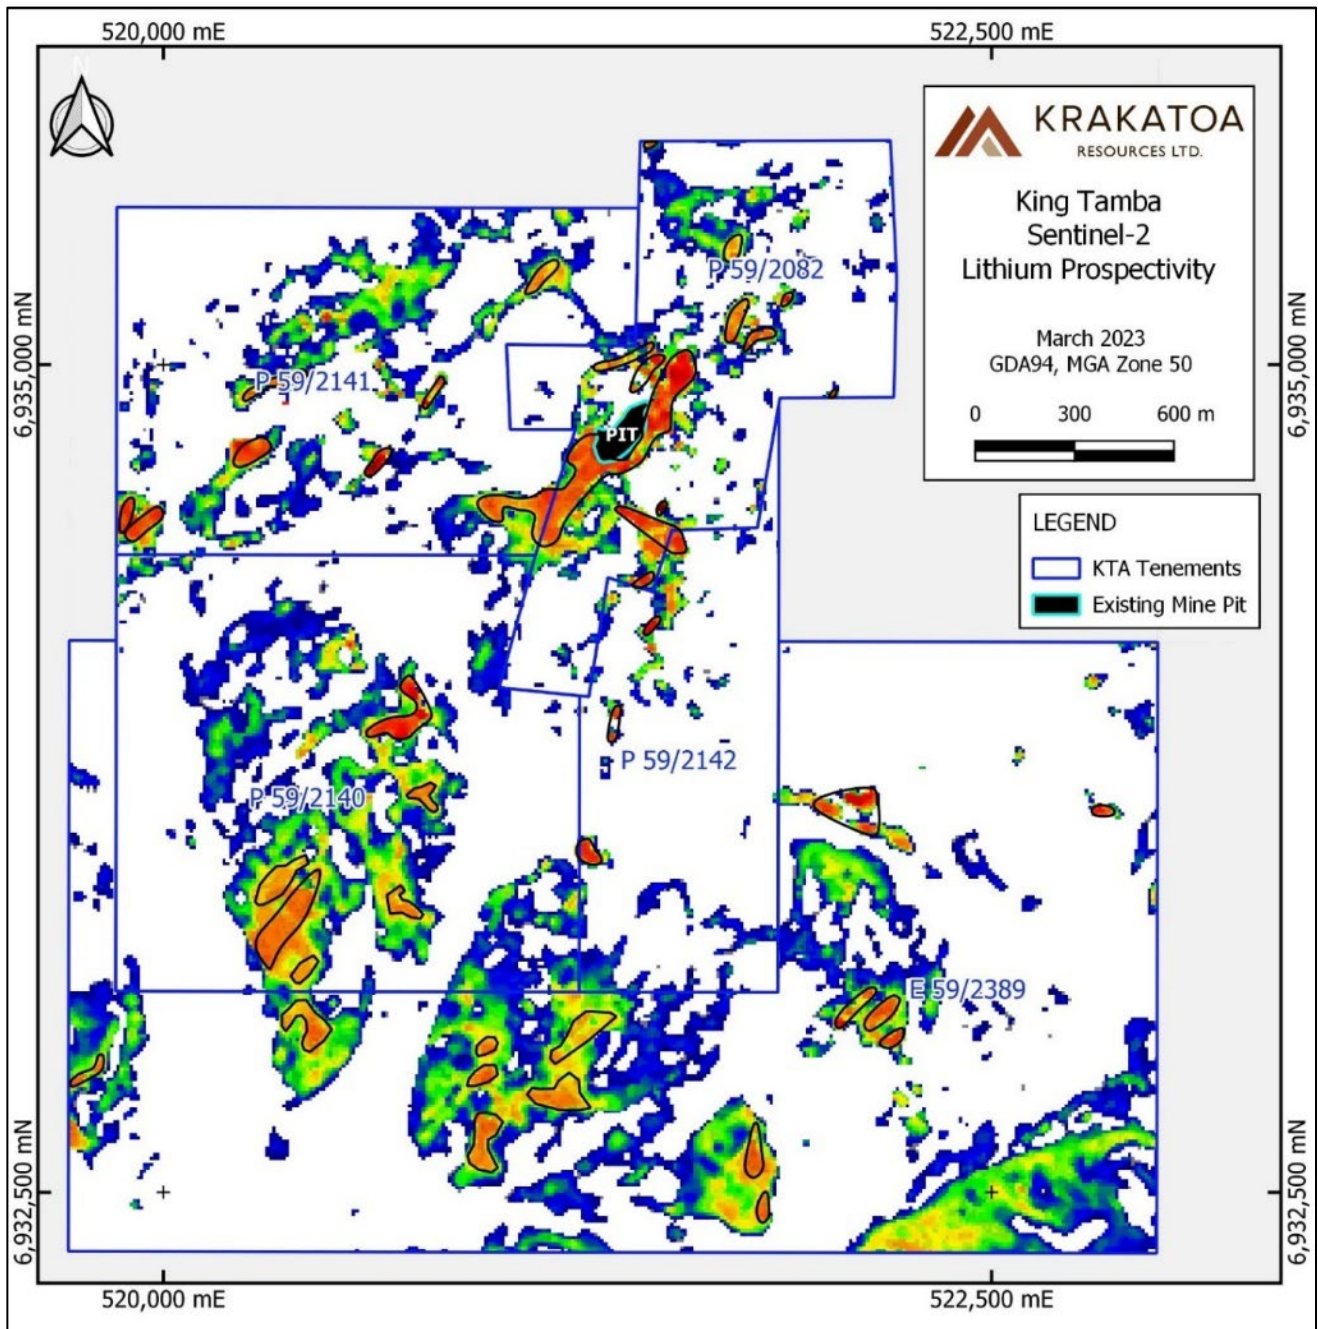 520,000 mE
522,500 mE
N
KRAKATOA
RESOURCES LTD.
King Tamba
Sentinel-2
Lithium Prospectivity
March 2023
GDA94, MGA Zone 50
0 300 600 m
LEGEND
KTA Tenements
Existing Mine Pit
6,935,000 mN
6,935,000 mN
P 59/2082
P 59/2141
PIT
P 59/2142
P 59/2140
E 59/2389
6,932,500 mN
6,932,500 mN
520,000 mE
522,500 mE